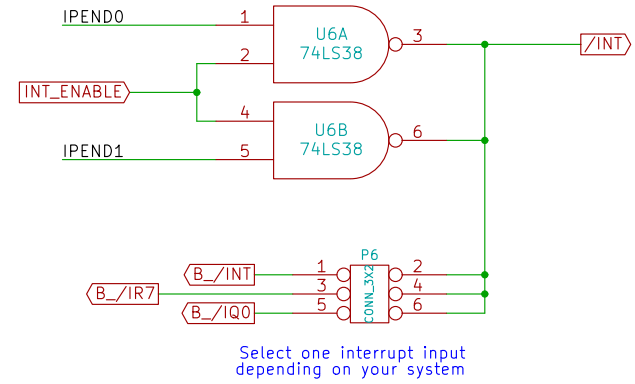 IPEND0
1
U6A
74LS38
3
/INT
2
INT_ENABLE
4
U6B
74LS38
6
IPEND1
5
P6
B_/INT
1
2
B_/IR7
3
4
B_/IQ0
5
6
CONN_3X2
Select one interrupt input
depending on your system